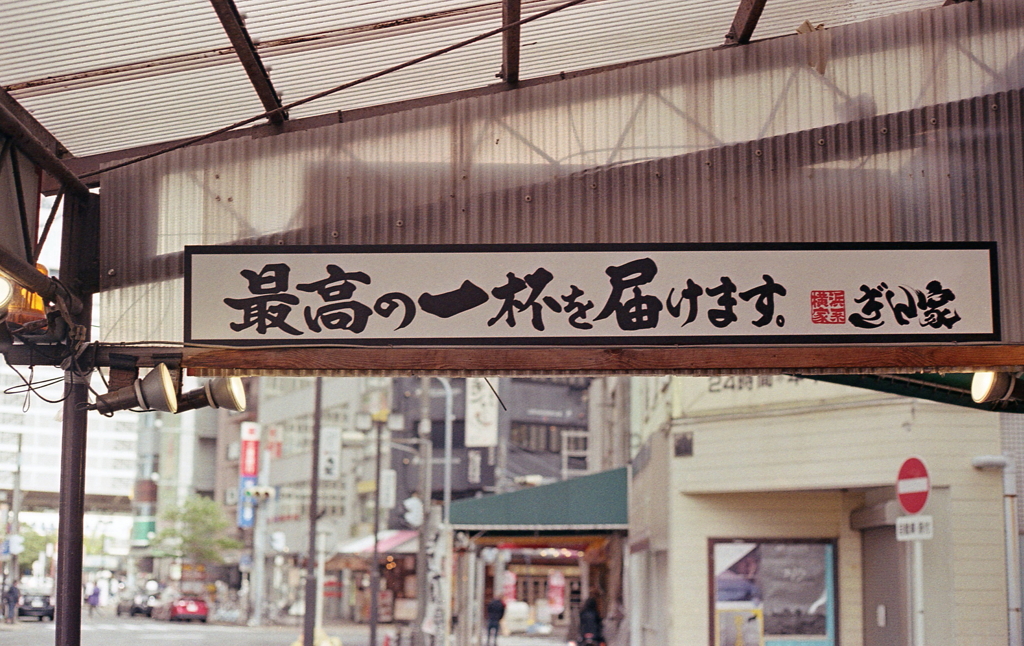 最高の一杯を届けます。
横浜家系
ぎん家
24時間